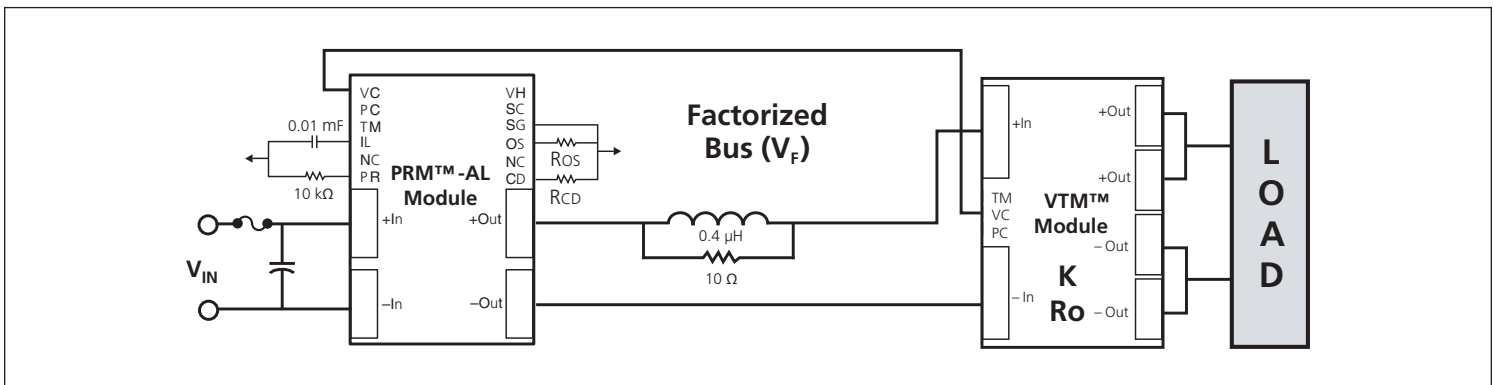 VC
PC
TM
IL
NC
PR
VH
SC
SG
OS
NC
CD
0.01 mF
10 kΩ
PRM™-AL
Module
ROS
RCD
+In
–In
+Out
–Out
VIN
Factorized
Bus (VF)
0.4 µH
10 Ω
+In
TM
VC
PC
– In
VTM™
Module
K
Ro
+Out
+Out
– Out
– Out
L
O
A
D